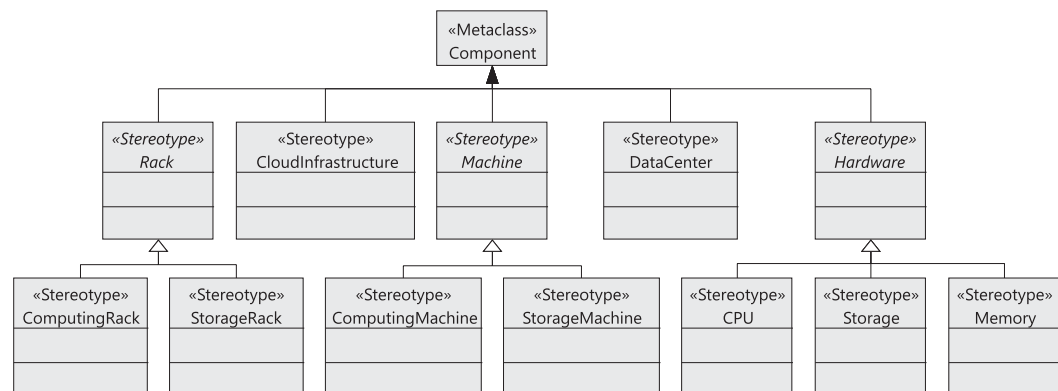 «Metaclass»
Component
«Stereotype»
Rack
«Stereotype»
CloudInfrastructure
«Stereotype»
Machine
«Stereotype»
DataCenter
«Stereotype»
Hardware
«Stereotype»
ComputingRack
«Stereotype»
StorageRack
«Stereotype»
ComputingMachine
«Stereotype»
StorageMachine
«Stereotype»
CPU
«Stereotype»
Storage
«Stereotype»
Memory